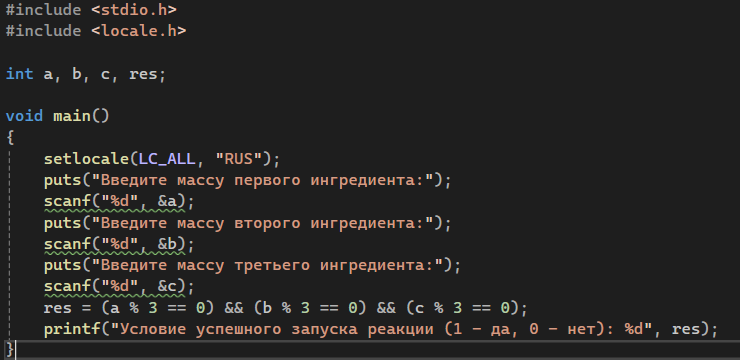 #include <stdio.h>
#include <locale.h>
int a, b, c, res;
void main()
{
setlocale(LC_ALL, "RUS");
puts("Введите массу первого ингредиента:");
scanf("%d", &a);
puts("Введите массу второго ингредиента:");
scanf("%d", &b);
puts("Введите массу третьего ингредиента:");
scanf("%d", &c);
res = (a % 3 == 0) && (b % 3 == 0) && (c % 3 == 0);
printf("Условие успешного запуска реакции (1 - да, 0 - нет): %d", res);
}